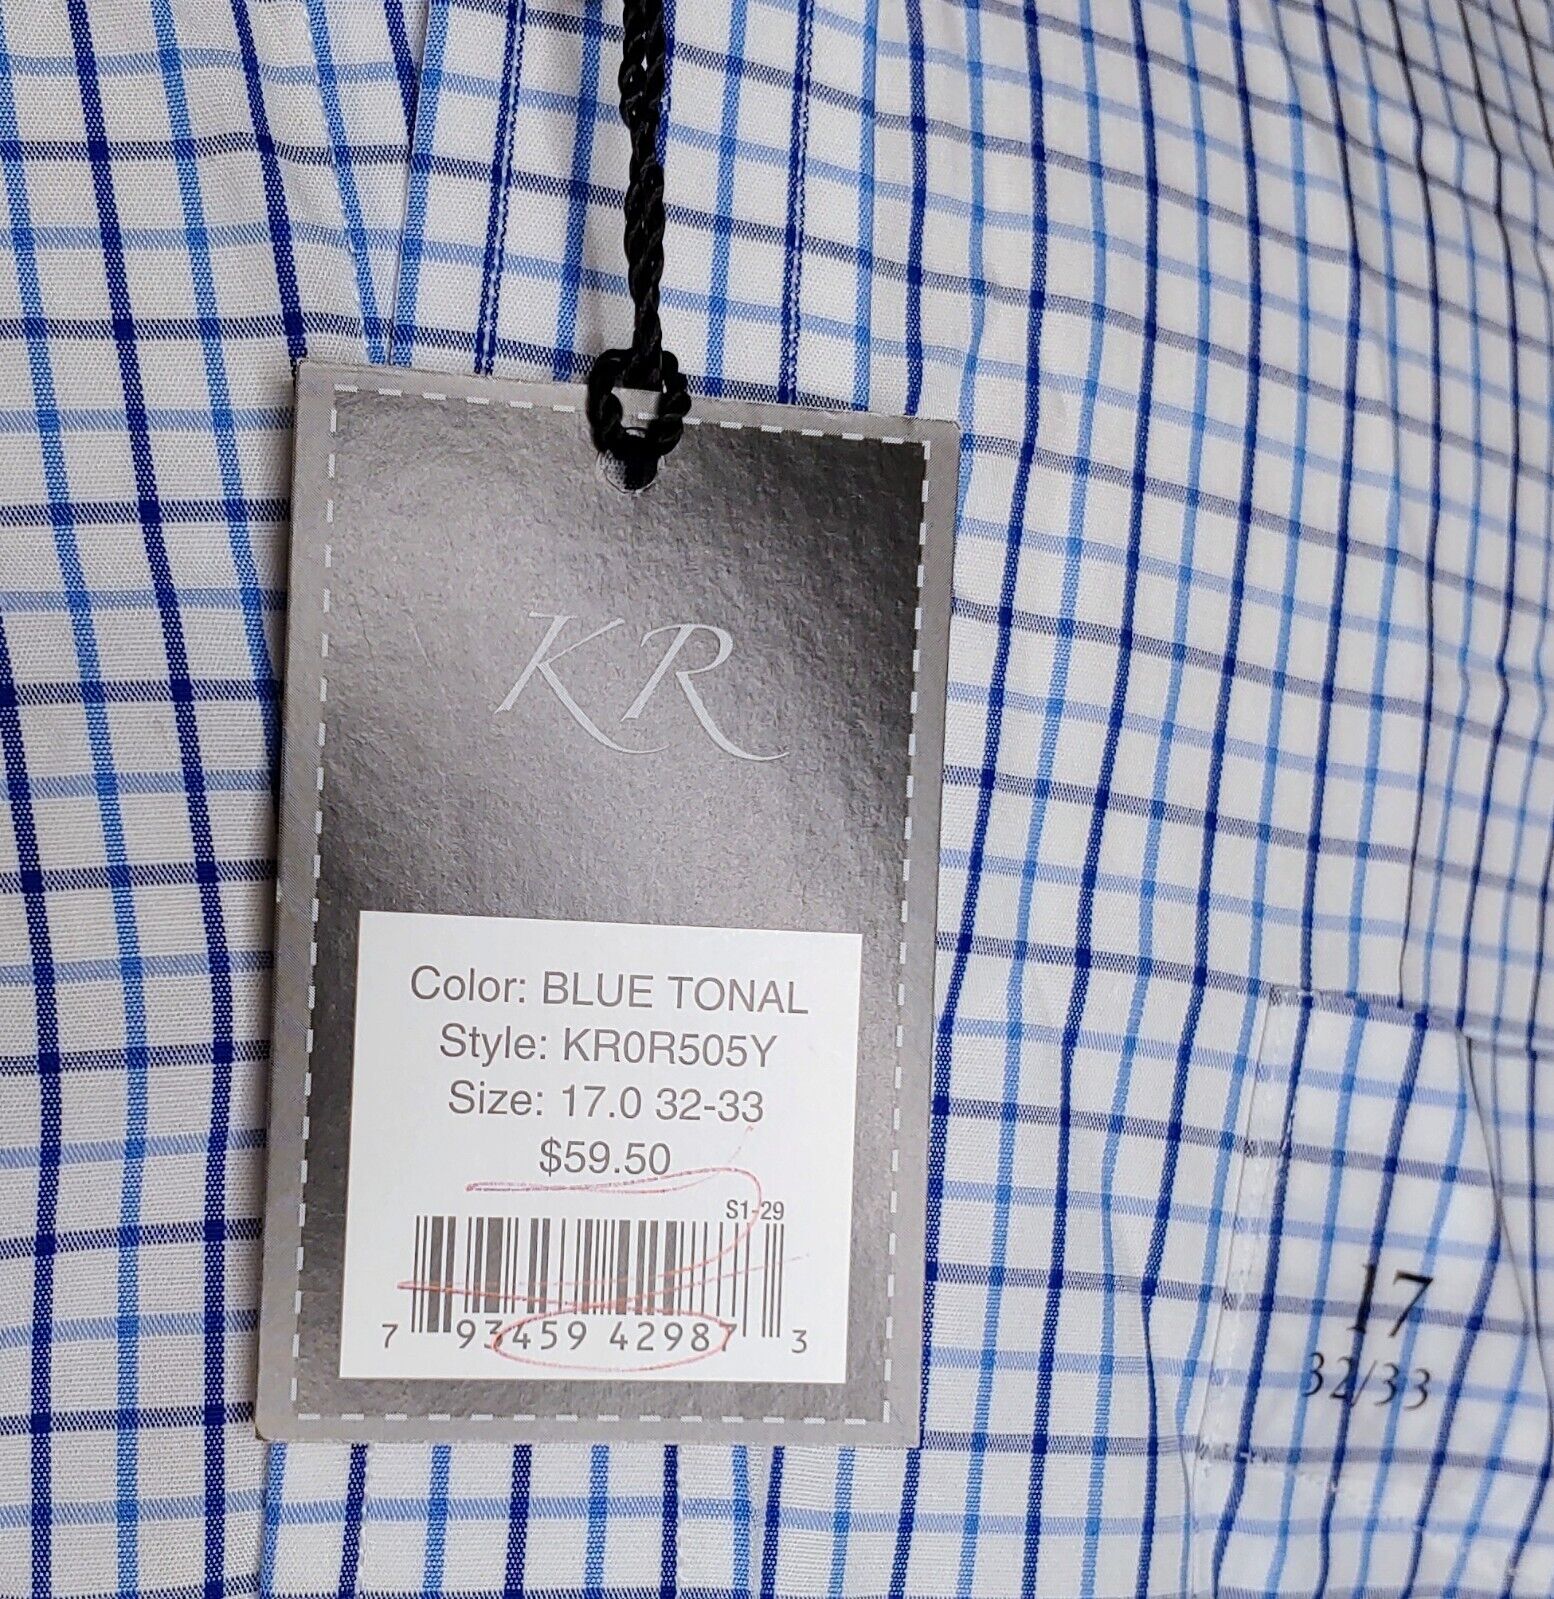 KR
Color: BLUE TONAL
Style: KR0R505Y
Size: 17.0 32-33
$59.50
S1-29
7 93459 42987 3
17
32/33